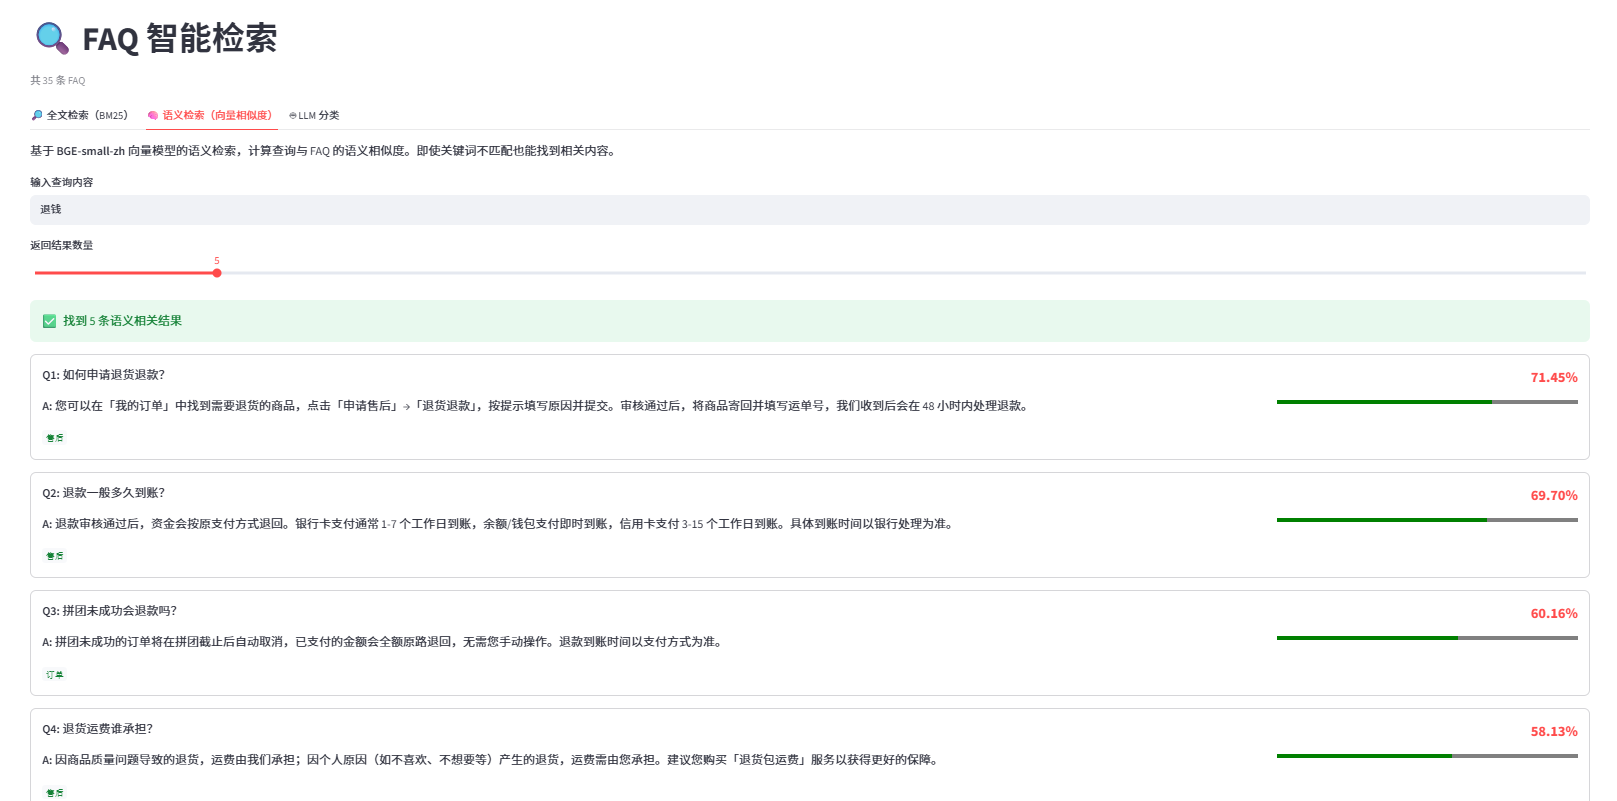 FAQ 智能检索
共 35 条 FAQ
全文检索（BM25） 语义检索（向量相似度） LLM 分类
基于 BGE-small-zh 向量模型的语义检索，计算查询与 FAQ 的语义相似度。即使关键词不匹配也能找到相关内容。
输入查询内容
退钱
返回结果数量
5
找到 5 条语义相关结果
Q1: 如何申请退货退款？
71.45%
A: 您可以在「我的订单」中找到需要退货的商品，点击「申请售后」→「退货退款」，按提示填写原因并提交。审核通过后，将商品寄回并填写运单号，我们收到后会在 48 小时内处理退款。
售后
Q2: 退款一般多久到账？
69.70%
A: 退款审核通过后，资金会按原支付方式退回。银行卡支付通常 1-7 个工作日到账，余额/钱包支付即时到账，信用卡支付 3-15 个工作日到账。具体到账时间以银行处理为准。
售后
Q3: 拼团未成功会退款吗？
60.16%
A: 拼团未成功的订单将在拼团截止后自动取消，已支付的金额会全额原路退回，无需您手动操作。退款到账时间以支付方式为准。
订单
Q4: 退货运费谁承担？
58.13%
A: 因商品质量问题导致的退货，运费由我们承担；因个人原因（如不喜欢、不想要等）产生的退货，运费需由您承担。建议您购买「退货包运费」服务以获得更好的保障。
售后